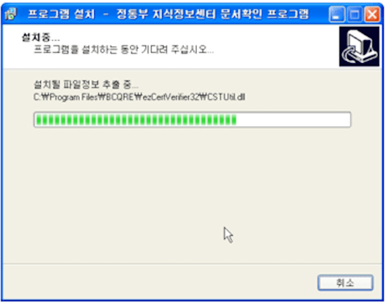 프로그램 설치 - 정통부 지식정보센터 문서확인 프로그램
설치중...
프로그램을 설치하는 동안 기다려 주십시오...
설치될 파일정보 추출 중...
C:₩Program Files₩BCQRE₩ezCertVerifier32₩CSTUtil.dll
취소